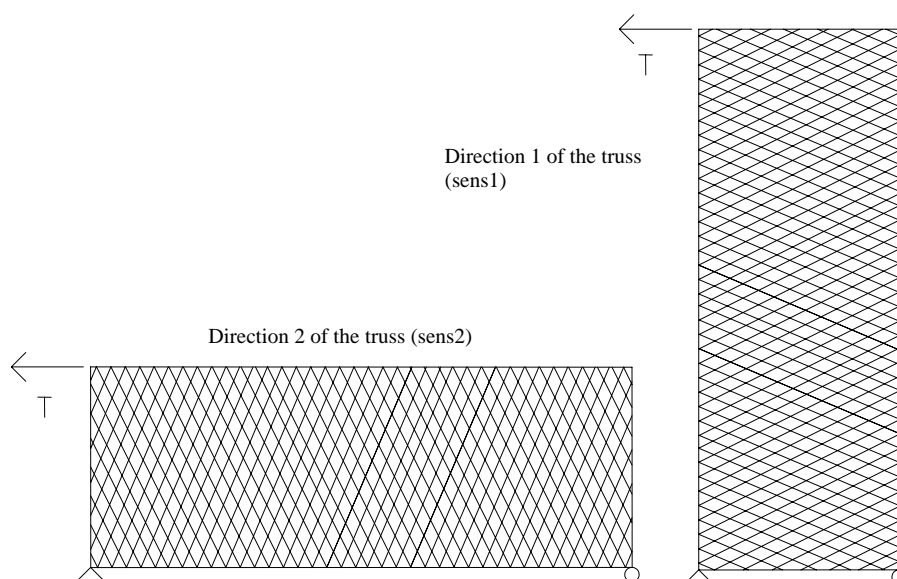 T
Direction 1 of the truss
(sens1)
Direction 2 of the truss (sens2)
T